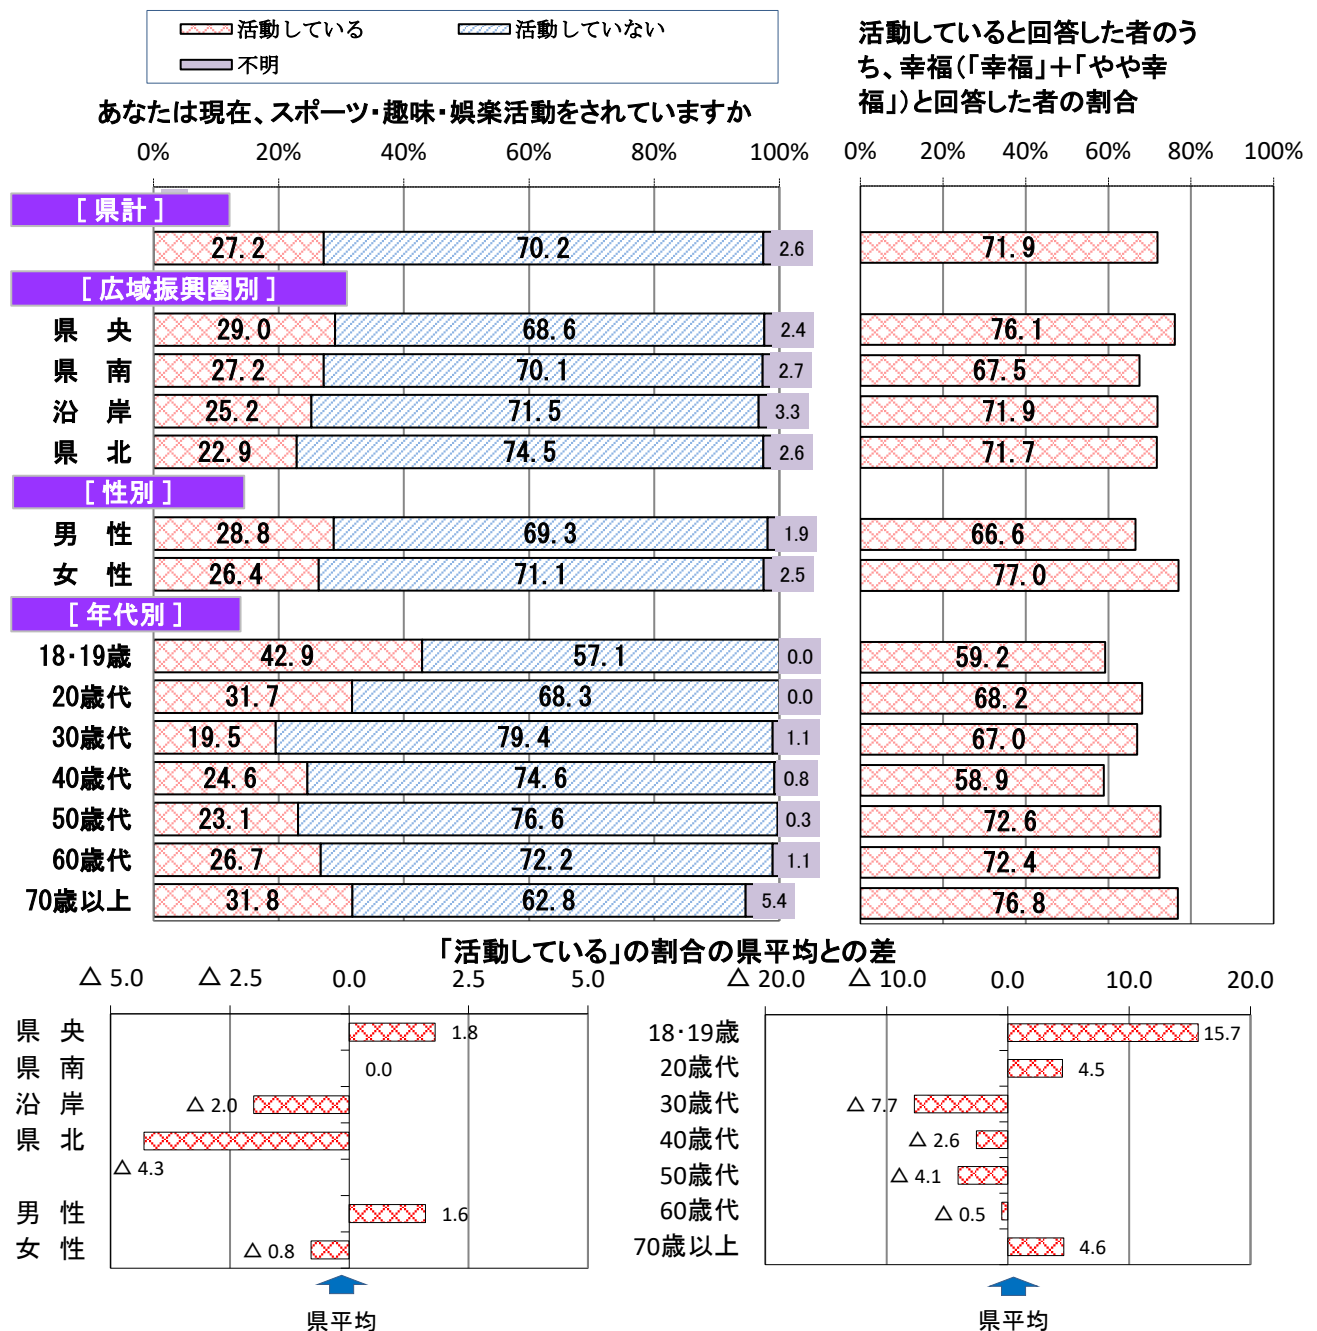 活動している
活動していない
不明
あなたは現在、スポーツ・趣味・娯楽活動をされていますか
活動していると回答した者のう
ち、幸福(「幸福」＋「やや幸
福」)と回答した者の割合
0% 20% 40% 60% 80% 100%
0% 20% 40% 60% 80% 100%
[ 県計 ]
27.2 70.2 2.6 71.9
[ 広域振興圏別 ]
県 央 29.0 68.6 2.4 76.1
県 南 27.2 70.1 2.7 67.5
沿 岸 25.2 71.5 3.3 71.9
県 北 22.9 74.5 2.6 71.7
[ 性別 ]
男 性 28.8 69.3 1.9 66.6
女 性 26.4 71.1 2.5 77.0
[ 年代別 ]
18・19歳 42.9 57.1 0.0 59.2
20歳代 31.7 68.3 0.0 68.2
30歳代 19.5 79.4 1.1 67.0
40歳代 24.6 74.6 0.8 58.9
50歳代 23.1 76.6 0.3 72.6
60歳代 26.7 72.2 1.1 72.4
70歳以上 31.8 62.8 5.4 76.8
「活動している」の割合の県平均との差
△ 5.0 △ 2.5 0.0 2.5 5.0
県 央 1.8
県 南 0.0
沿 岸 △ 2.0
県 北
△ 4.3
男 性 1.6
女 性 △ 0.8
県平均
△ 20.0 △ 10.0 0.0 10.0 20.0
18・19歳 15.7
20歳代 4.5
30歳代 △ 7.7
40歳代 △ 2.6
50歳代 △ 4.1
60歳代 △ 0.5
70歳以上 4.6
県平均